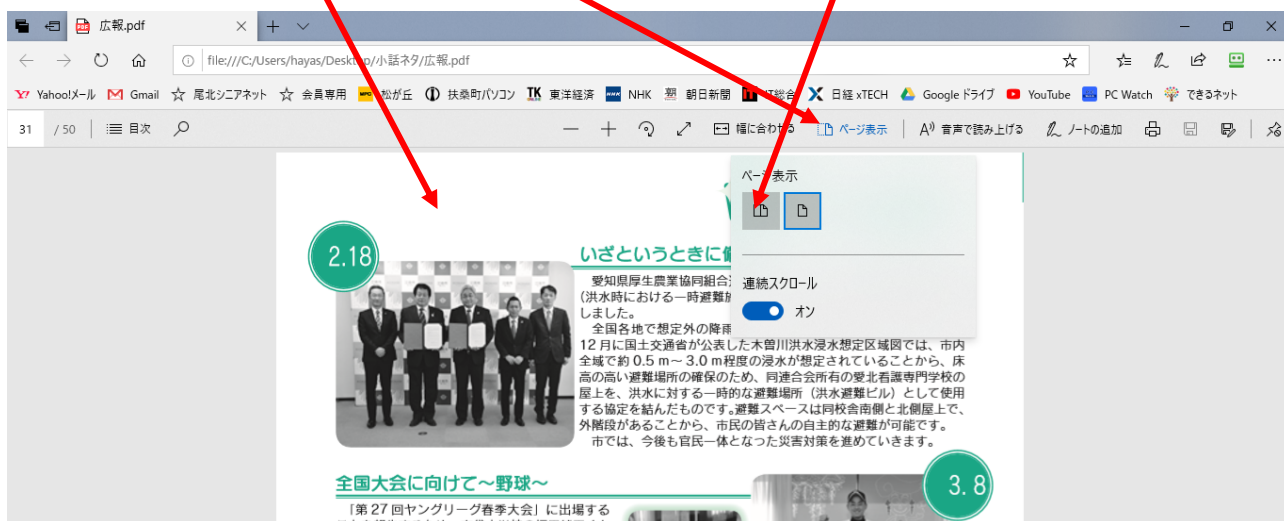 広報.pdf
file:///C:/Users/hayas/Desktop/小話ネタ/広報.pdf
Yahoo!メール Gmail 尾北シニアネット 会員専用 松が丘 扶桑町パソコン 東洋経済 NHK 朝日新聞 IT総合 日経 xTECH Google ドライブ YouTube PC Watch できるネット
31 / 50 目次 幅に合わせる ページ表示 音声で読み上げる ノートの追加
ページ表示
連続スクロール
オン
2.18
いざというときに
愛知県厚生農業協同組合
(洪水時における一時避難
しました。
全国各地で想定外の降雨
12 月に国土交通省が公表した木曽川洪水浸水想定区域図では、市内
全域で約 0.5 m～ 3.0 m程度の浸水が想定されていることから、床
高の高い避難場所の確保のため、同連合会所有の愛北看護専門学校の
屋上を、洪水に対する一時的な避難場所（洪水避難ビル）として使用
する協定を結んだものです。避難スペースは同校舎南側と北側屋上で、
外階段があることから、市民の皆さんの自主的な避難が可能です。
市では、今後も官民一体となった災害対策を進めていきます。
全国大会に向けて～野球～
3. 8
「第 27 回ヤングリーグ春季大会」に出場する